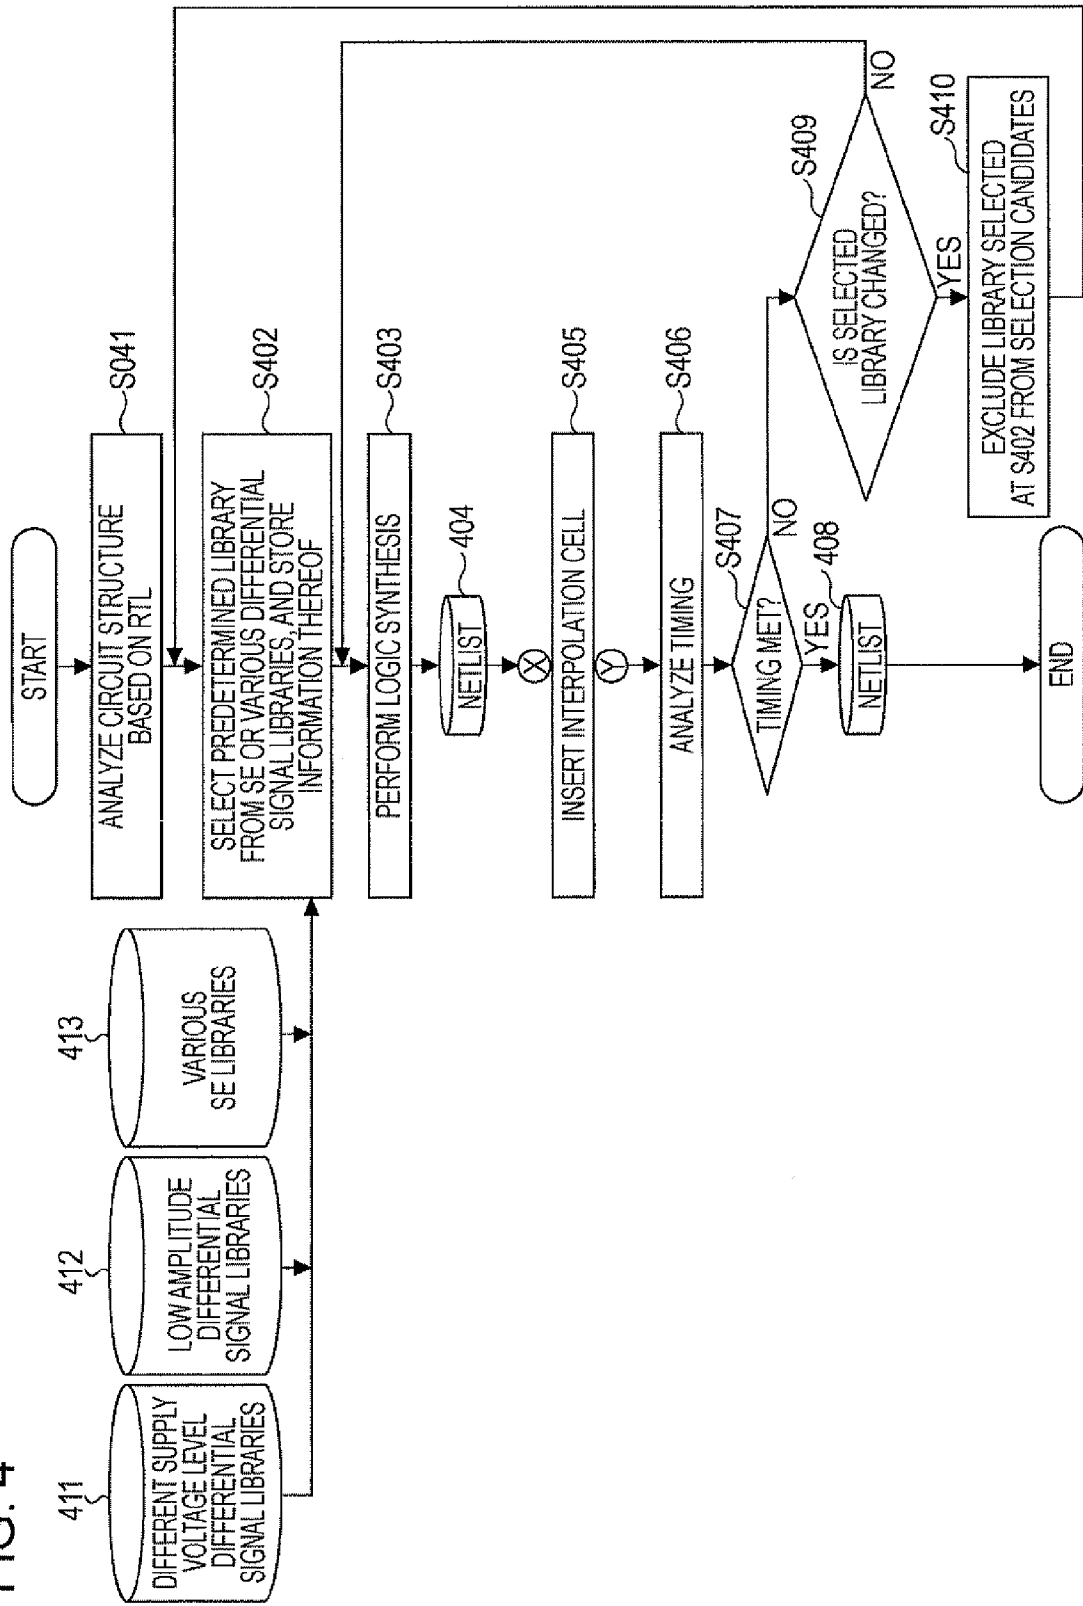 FIG. 4
START
ANALYZE CIRCUIT STRUCTURE
BASED ON RTL
S041
411
DIFFERENT SUPPLY
VOLTAGE LEVEL
DIFFERENTIAL
SIGNAL LIBRARIES
412
LOW AMPLITUDE
DIFFERENTIAL
SIGNAL LIBRARIES
413
VARIOUS
SE LIBRARIES
SELECT PREDETERMINED LIBRARY
FROM SE OR VARIOUS DIFFERENTIAL
SIGNAL LIBRARIES, AND STORE
INFORMATION THEREOF
S402
PERFORM LOGIC SYNTHESIS
S403
NETLIST
404
X
INSERT INTERPOLATION CELL
S405
Y
ANALYZE TIMING
S406
TIMING MET?
S407
NO
YES
NETLIST
408
IS SELECTED
LIBRARY CHANGED?
S409
NO
YES
EXCLUDE LIBRARY SELECTED
AT S402 FROM SELECTION CANDIDATES
S410
END